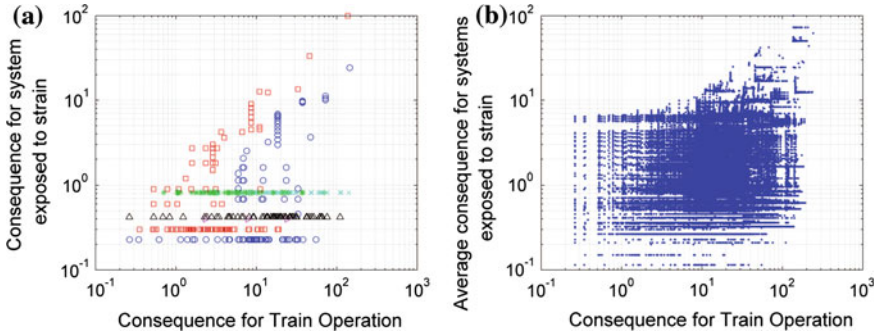 (a)
Consequence for system
exposed to strain
10^2
10^1
10^0
10^-1
10^-1 10^0 10^1 10^2 10^3
Consequence for Train Operation
(b)
Average consequence for systems
exposed to strain
10^2
10^1
10^0
10^-1
10^-1 10^0 10^1 10^2 10^3
Consequence for Train Operation